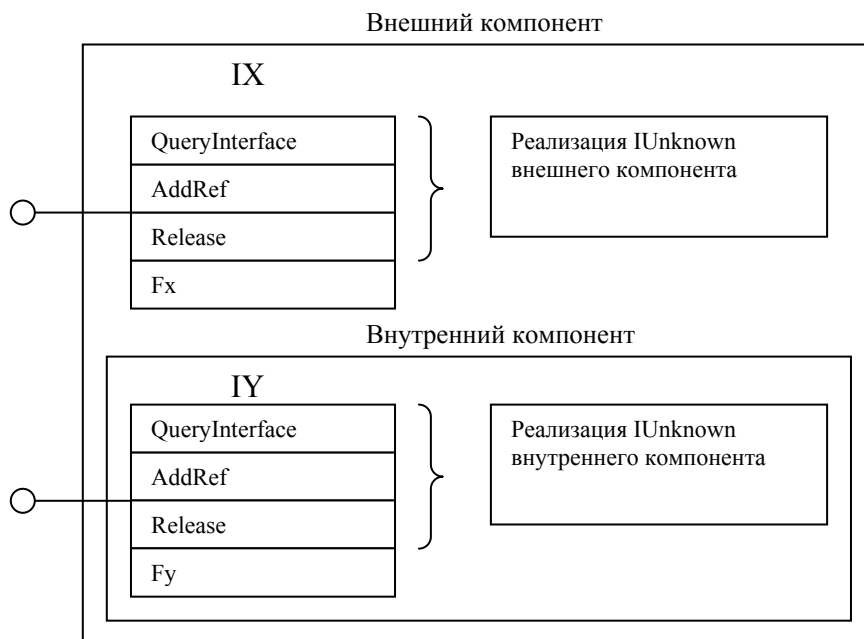 Внешний компонент
IX
QueryInterface
AddRef
Release
Fx
Реализация IUnknown
внешнего компонента
Внутренний компонент
IY
QueryInterface
AddRef
Release
Fy
Реализация IUnknown
внутреннего компонента